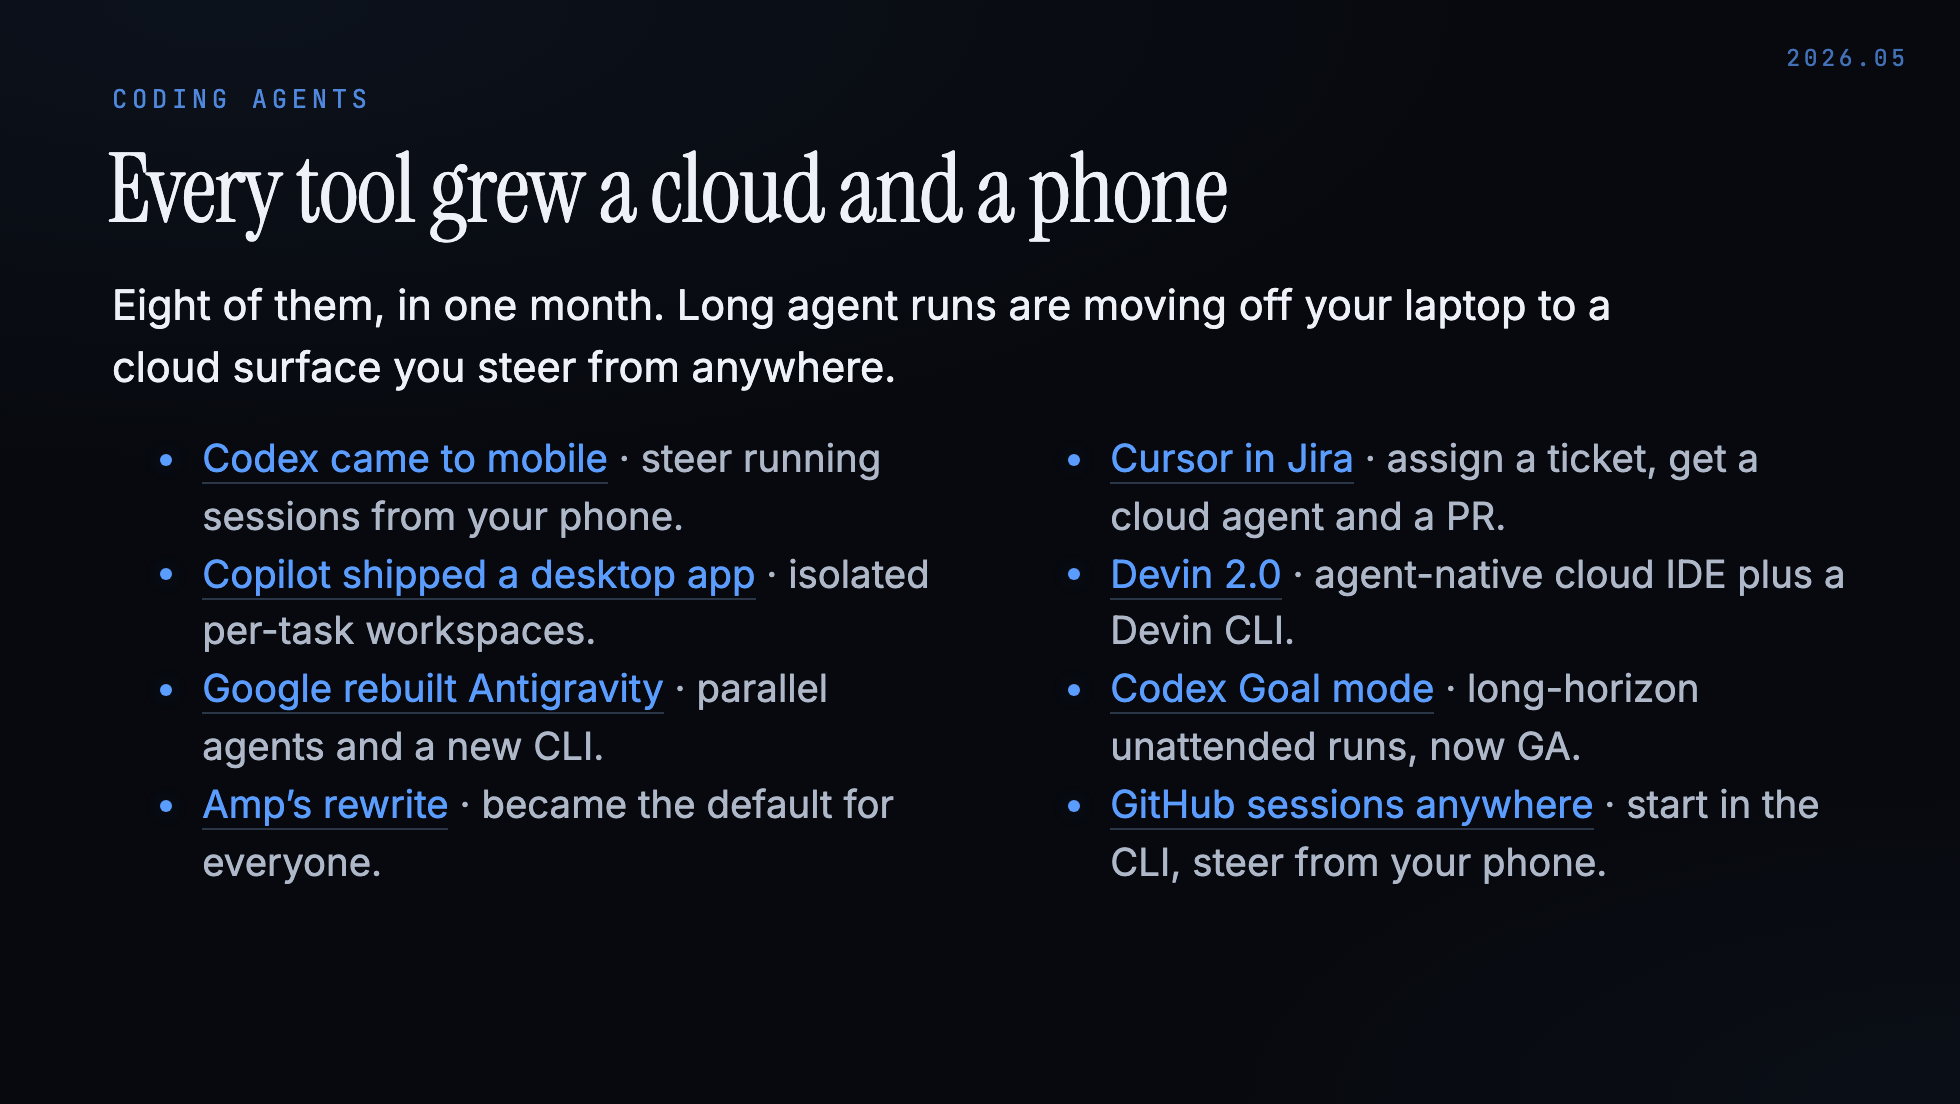 2026.05
CODING AGENTS
Every tool grew a cloud and a phone
Eight of them, in one month. Long agent runs are moving off your laptop to a
cloud surface you steer from anywhere.
• Codex came to mobile · steer running
sessions from your phone.
• Copilot shipped a desktop app · isolated
per-task workspaces.
• Google rebuilt Antigravity · parallel
agents and a new CLI.
• Amp’s rewrite · became the default for
everyone.
• Cursor in Jira · assign a ticket, get a
cloud agent and a PR.
• Devin 2.0 · agent-native cloud IDE plus a
Devin CLI.
• Codex Goal mode · long-horizon
unattended runs, now GA.
• GitHub sessions anywhere · start in the
CLI, steer from your phone.